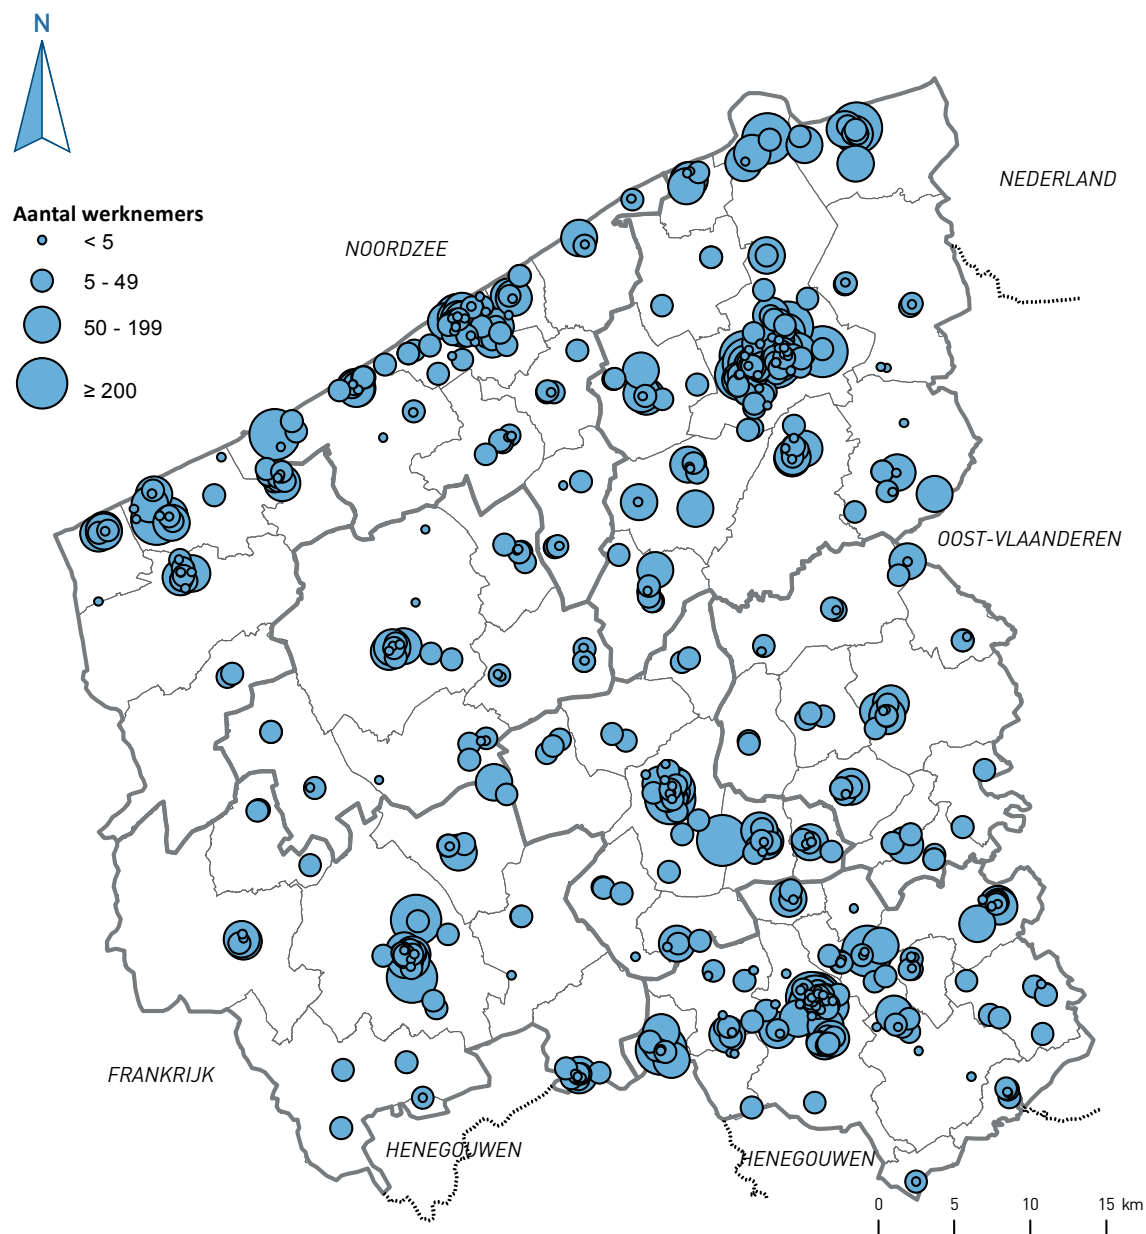 N
NEDERLAND
Aantal werknemers
< 5
NOORDZEE
5 - 49
50 - 199
≥ 200
OOST-VLAANDEREN
FRANKRIJK
HENEGOUWEN
HENEGOUWEN
0 5 10 15 km